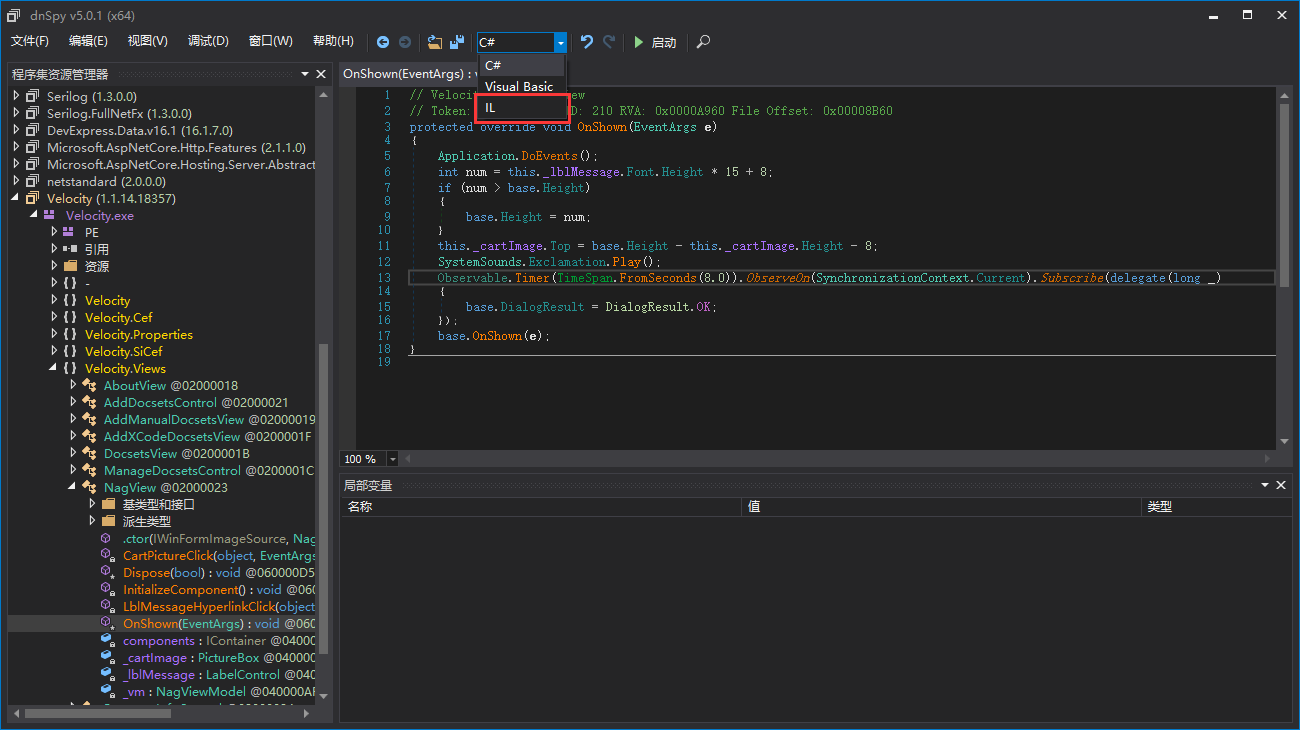 dnSpy v5.0.1 (x64)
文件(F) 编辑(E) 视图(V) 调试(D) 窗口(W) 帮助(H) C# 启动
C#
Visual Basic
IL
程序集资源管理器
Serilog (1.3.0.0)
Serilog.FullNetFx (1.3.0.0)
DevExpress.Data.v16.1 (16.1.7.0)
Microsoft.AspNetCore.Http.Features (2.1.1.0)
Microsoft.AspNetCore.Hosting.Server.Abstract
netstandard (2.0.0.0)
Velocity (1.1.14.18357)
Velocity.exe
PE
引用
资源
{ } -
{ } Velocity
{ } Velocity.Cef
{ } Velocity.Properties
{ } Velocity.SiCef
{ } Velocity.Views
AboutView @02000018
AddDocsetsControl @02000021
AddManualDocsetsView @02000019
AddXCodeDocsetsView @0200001F
DocsetsView @0200001B
ManageDocsetsControl @0200001C
NagView @02000023
基类型和接口
派生类型
.ctor(IWinFormImageSource, Nag
CartPictureClick(object, EventArgs
Dispose(bool) : void @060000D5
InitializeComponent() : void @060
LblMessageHyperlinkClick(object
OnShown(EventArgs) : void @060
components : IContainer @04000
_cartImage : PictureBox @040000
_lblMessage : LabelControl @040
_vm : NagViewModel @040000AF
OnShown(EventArgs) : v
1 // Veloci ew
2 // Token: D: 210 RVA: 0x0000A960 File Offset: 0x00008B60
3 protected override void OnShown(EventArgs e)
4 {
5 Application.DoEvents();
6 int num = this._lblMessage.Font.Height * 15 + 8;
7 if (num > base.Height)
8 {
9 base.Height = num;
10 }
11 this._cartImage.Top = base.Height - this._cartImage.Height - 8;
12 SystemSounds.Exclamation.Play();
13 Observable.Timer(TimeSpan.FromSeconds(8.0)).ObserveOn(SynchronizationContext.Current).Subscribe(delegate(long _)
14 {
15 base.DialogResult = DialogResult.OK;
16 });
17 base.OnShown(e);
18 }
19
100 %
局部变量
名称 值 类型